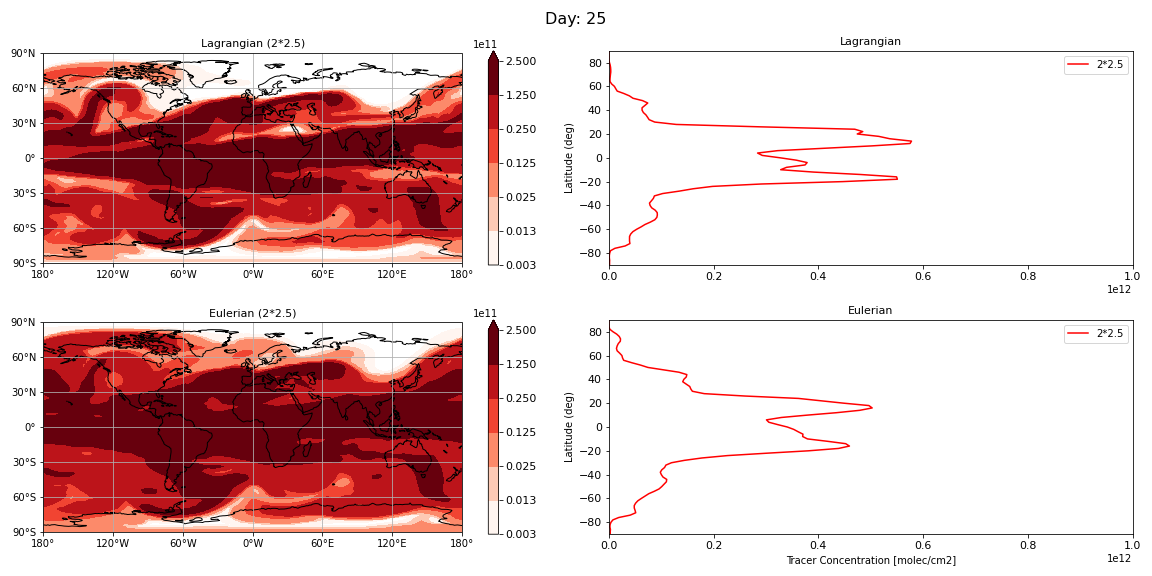 Day: 25
Lagrangian (2*2.5)
1e11
90°N
60°N
30°N
0°
30°S
60°S
90°S
180°
120°W
60°W
0°W
60°E
120°E
180°
2.500
1.250
0.250
0.125
0.025
0.013
0.003
Lagrangian
2*2.5
Latitude (deg)
80
60
40
20
0
−20
−40
−60
−80
0.0
0.2
0.4
0.6
0.8
1.0
1e12
Eulerian (2*2.5)
1e11
90°N
60°N
30°N
0°
30°S
60°S
90°S
180°
120°W
60°W
0°W
60°E
120°E
180°
2.500
1.250
0.250
0.125
0.025
0.013
0.003
Eulerian
2*2.5
Latitude (deg)
80
60
40
20
0
−20
−40
−60
−80
0.0
0.2
0.4
0.6
0.8
1.0
Tracer Concentration [molec/cm2]
1e12